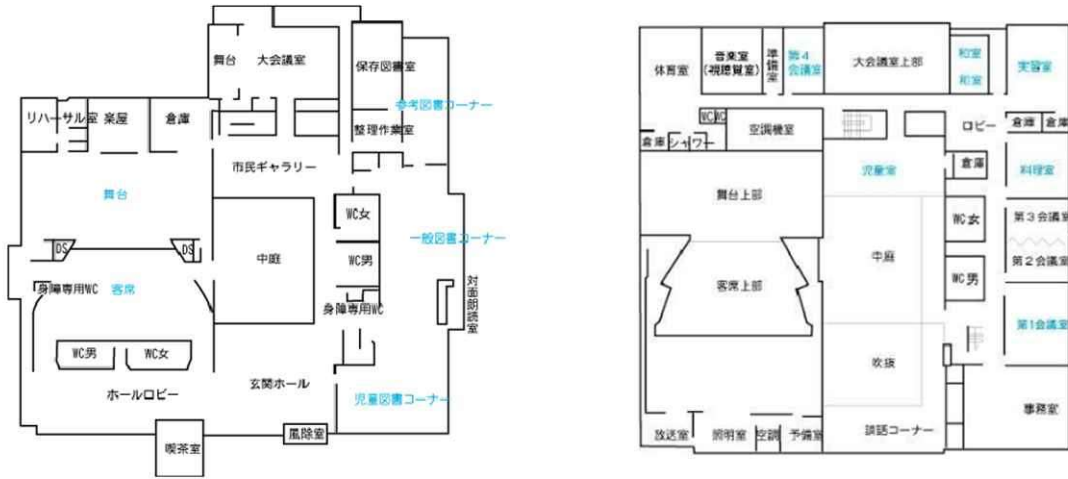 舞台
大会議室
保存図書室
参考図書コーナー
リハーサル室
楽屋
倉庫
整理作業室
市民ギャラリー
舞台
WC女
一般図書コーナー
DS
DS
中庭
WC男
身障専用WC
客席
身障専用WC
対面朗読室
WC男
WC女
ホールロビー
玄関ホール
児童図書コーナー
風除室
喫茶室
体育室
音楽室
(視聴覚室)
準備室
第4
会議室
大会議室上部
和室
和室
実習室
WC
WC
倉庫
シャワー
空調機室
ロビー
倉庫
倉庫
児童室
倉庫
料理室
舞台上部
WC女
第3会議室
第2会議室
中庭
WC男
客席上部
第1会議室
吹抜
事務室
放送室
照明室
空調
予備室
談話コーナー